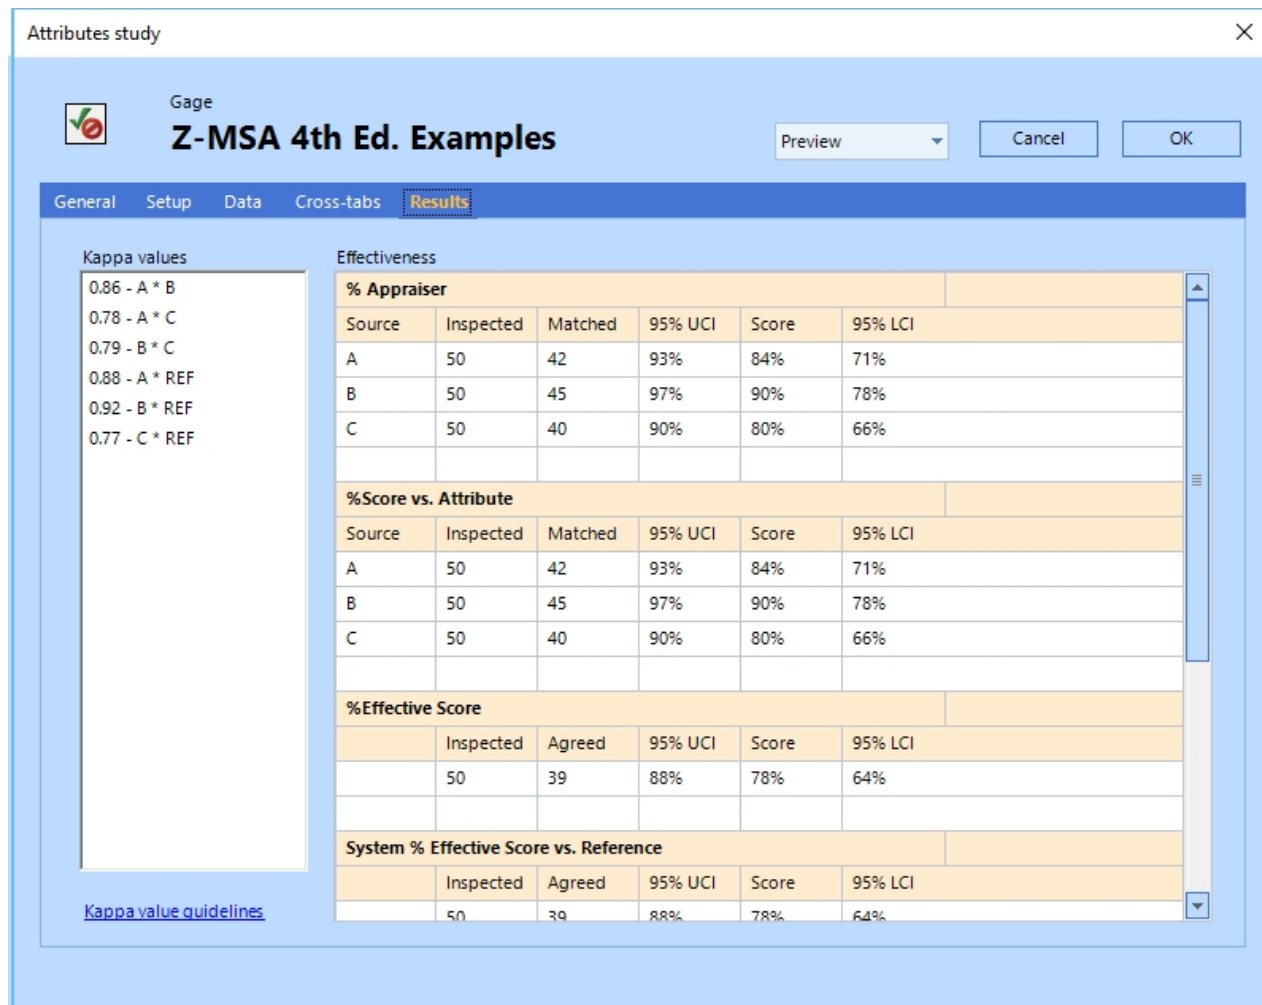 Attributes study
Gage
Z-MSA 4th Ed. Examples
Preview
Cancel
OK
General Setup Data Cross-tabs Results
Kappa values
0.86 - A * B
0.78 - A * C
0.79 - B * C
0.88 - A * REF
0.92 - B * REF
0.77 - C * REF
Kappa value guidelines
Effectiveness
% Appraiser
Source Inspected Matched 95% UCI Score 95% LCI
A 50 42 93% 84% 71%
B 50 45 97% 90% 78%
C 50 40 90% 80% 66%
%Score vs. Attribute
Source Inspected Matched 95% UCI Score 95% LCI
A 50 42 93% 84% 71%
B 50 45 97% 90% 78%
C 50 40 90% 80% 66%
%Effective Score
Inspected Agreed 95% UCI Score 95% LCI
50 39 88% 78% 64%
System % Effective Score vs. Reference
Inspected Agreed 95% UCI Score 95% LCI
50 39 88% 78% 64%